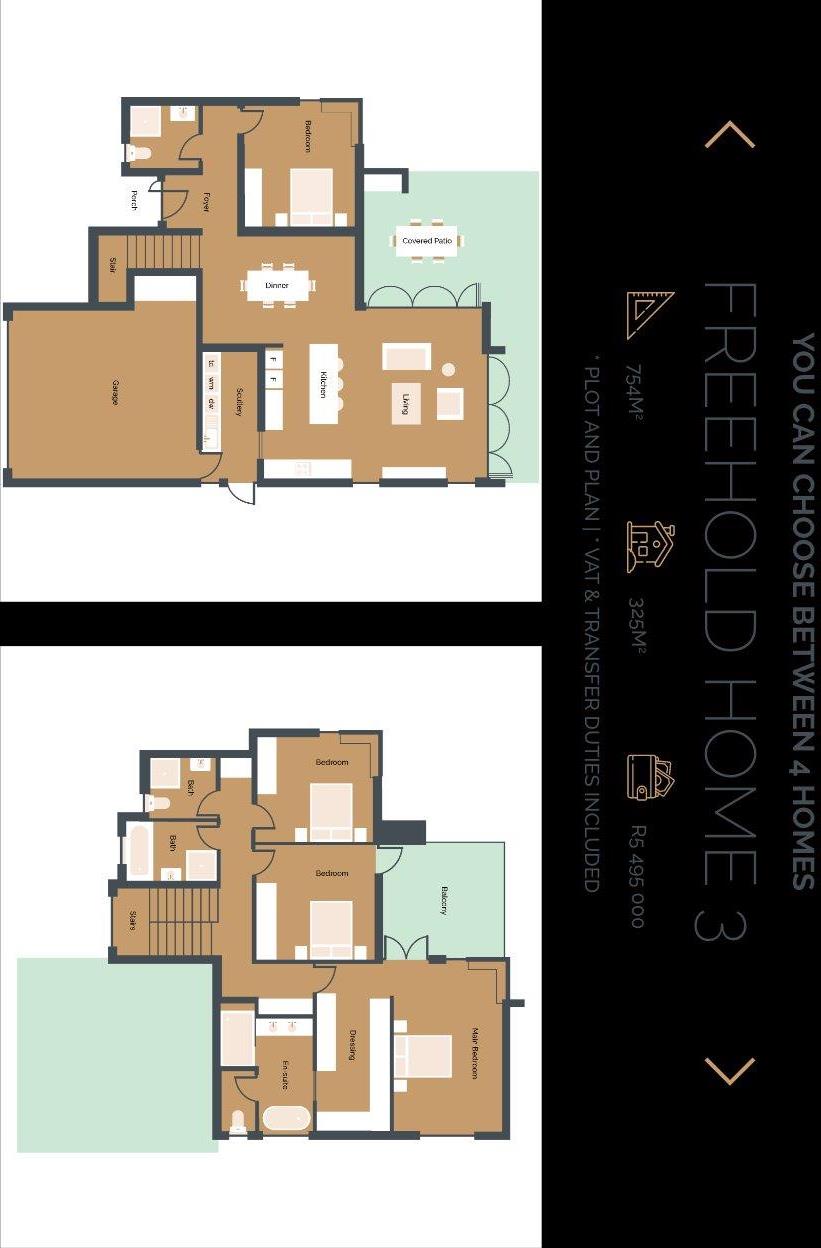 YOU CAN CHOOSE BETWEEN 4 HOMES
FREEHOLD HOME 3
754M²
325M²
R5 495 000
* PLOT AND PLAN | * VAT & TRANSFER DUTIES INCLUDED
Bedroom
Porch
Foyer
Covered Patio
Stair
Dinner
Garage
tc
wm
dw
Scullery
F
F
Kitchen
Living
Bedroom
Bath
Bath
Bedroom
Balcony
Stairs
Dressing
Main Bedroom
En-suite